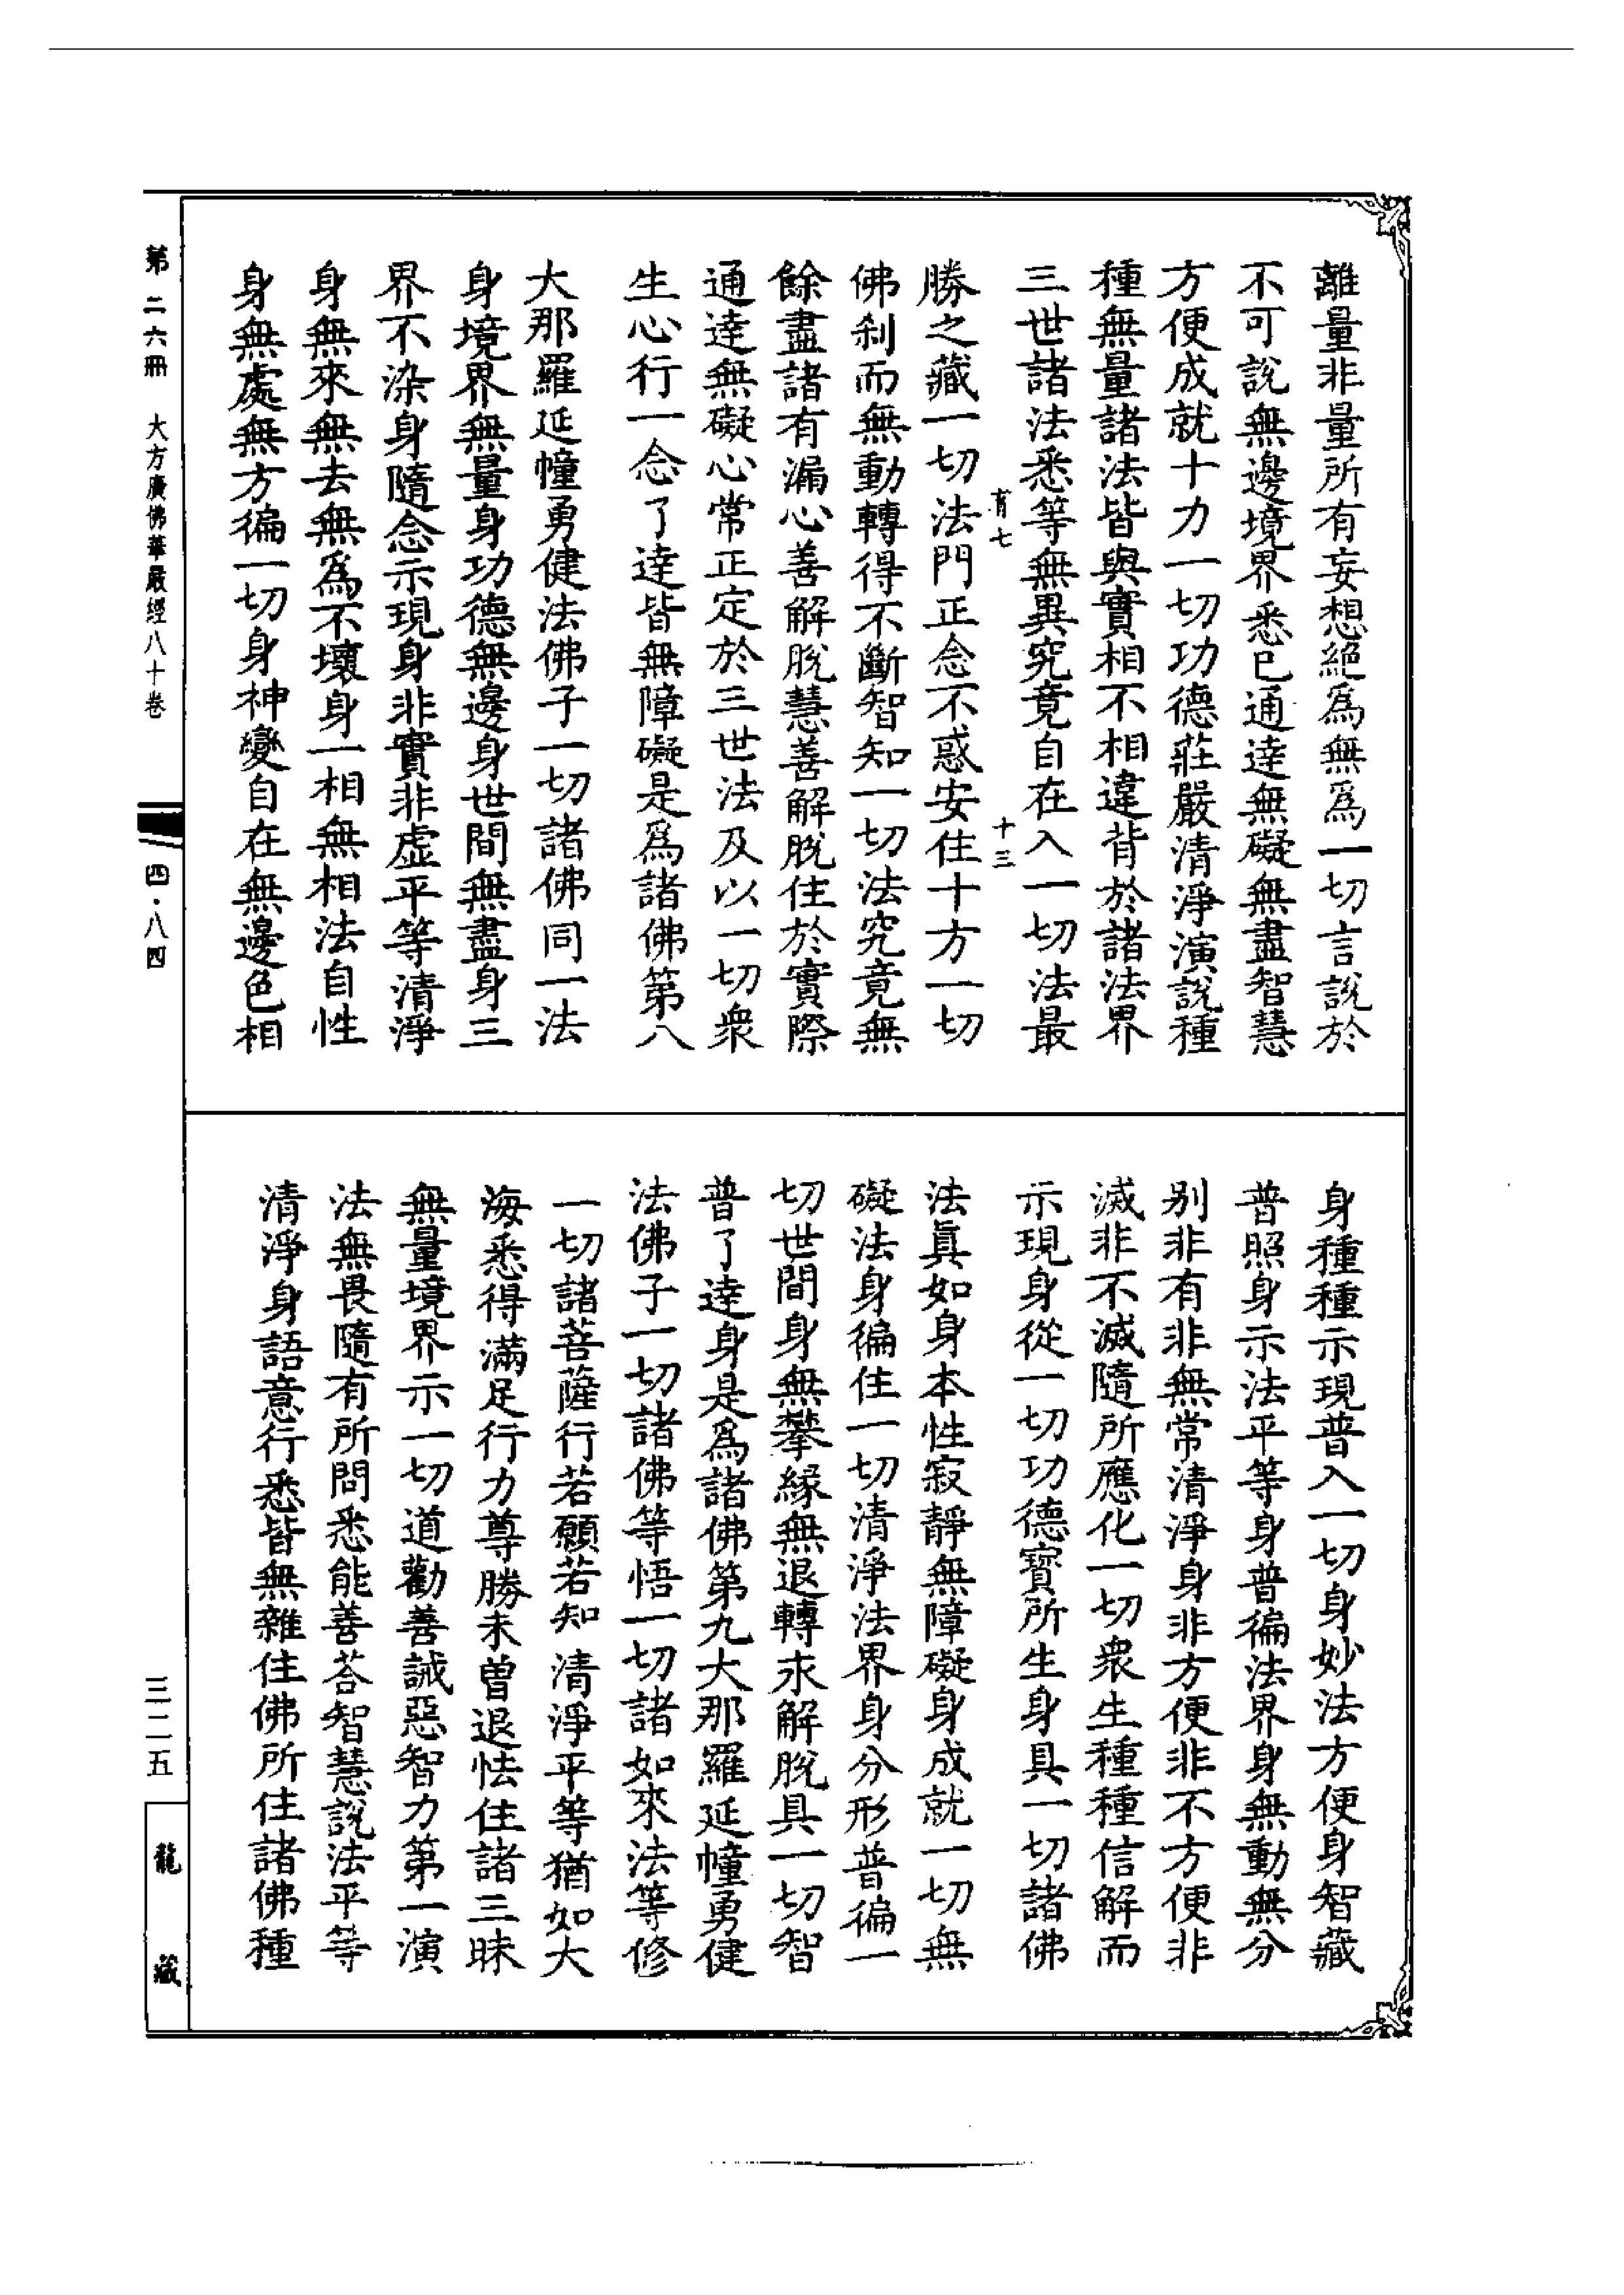 離量非量所有妄想絕為無為一切言說於
不可說無邊境界悉已通達無礙無盡智慧
方便成就十力一切功德莊嚴清淨演說種
種無量諸法皆與實相不相違背於諸法界
三世諸法悉等無異究竟自在入一切法最
育七
十三
勝之藏一切法門正念不惑安住十方一切
佛刹而無動轉得不斷智知一切法究竟無
餘盡諸有漏心善解脫慧善解脫住於實際
通達無礙心常正定於三世法及以一切衆
生心行一念了達皆無障礙是為諸佛第八
大那羅延幢勇健法佛子一切諸佛同一法
身境界無量身功德無邊身世間無盡身三
界不染身隨念示現身非實非虛平等清淨
身無來無去無為不壞身一相無相法自性
身無處無方徧一切身神變自在無邊色相
身種種示現普入一切身妙法方便身智藏
普照身示法平等身普徧法界身無動無分
別非有非無常清淨身非方便非不方便非
滅非不滅隨所應化一切衆生種種信解而
示現身從一切功德寶所生身具一切諸佛
法眞如身本性寂靜無障礙身成就一切無
礙法身徧住一切清淨法界身分形普徧一
切世間身無攀緣無退轉永解脫具一切智
普了達身是為諸佛第九大那羅延幢勇健
法佛子一切諸佛等悟一切諸如來法等修
一切諸菩薩行若願若知清淨平等猶如大
海悉得滿足行力尊勝未曾退怯住諸三昧
無量境界示一切道勸善誡惡智力第一演
法無畏隨有所問悉能善荅智慧說法平等
清淨身語意行悉皆無雜住佛所住諸佛種
第二六冊 大方廣佛華嚴經八十卷
四·八四
三二五
龍藏